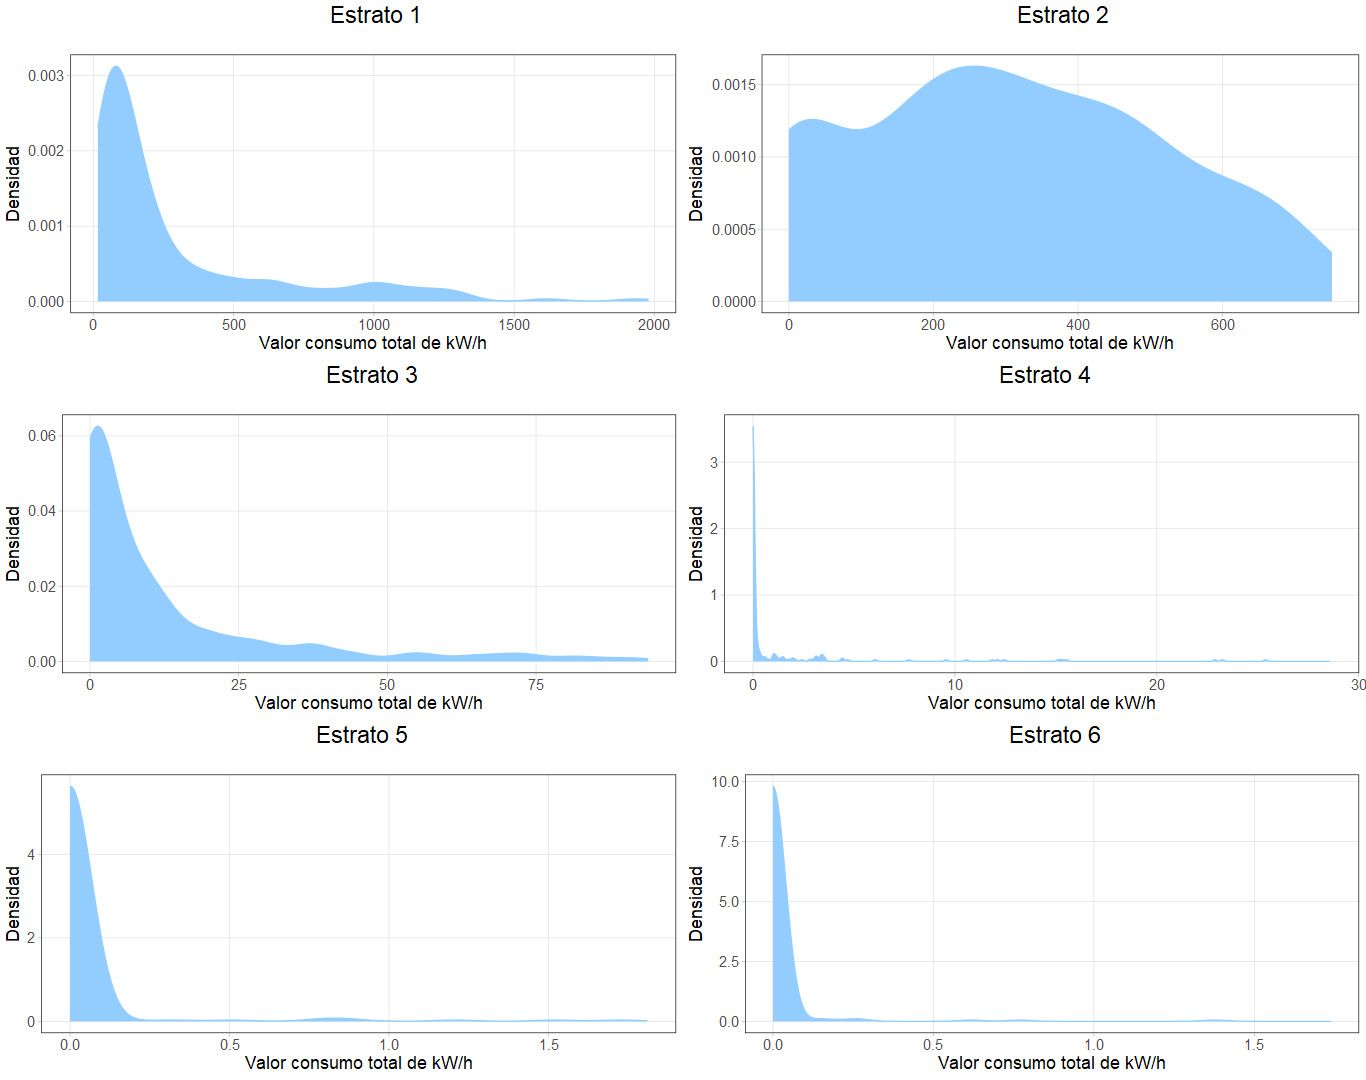 Estrato 1
Densidad
0.003
0.002
0.001
0.000
0 500 1000 1500 2000
Valor consumo total de kW/h
Estrato 2
Densidad
0.0015
0.0010
0.0005
0.0000
0 200 400 600
Valor consumo total de kW/h
Estrato 3
Densidad
0.06
0.04
0.02
0.00
0 25 50 75
Valor consumo total de kW/h
Estrato 4
Densidad
3
2
1
0
0 10 20 30
Valor consumo total de kW/h
Estrato 5
Densidad
4
2
0
0.0 0.5 1.0 1.5
Valor consumo total de kW/h
Estrato 6
Densidad
10.0
7.5
5.0
2.5
0.0
0.0 0.5 1.0 1.5
Valor consumo total de kW/h